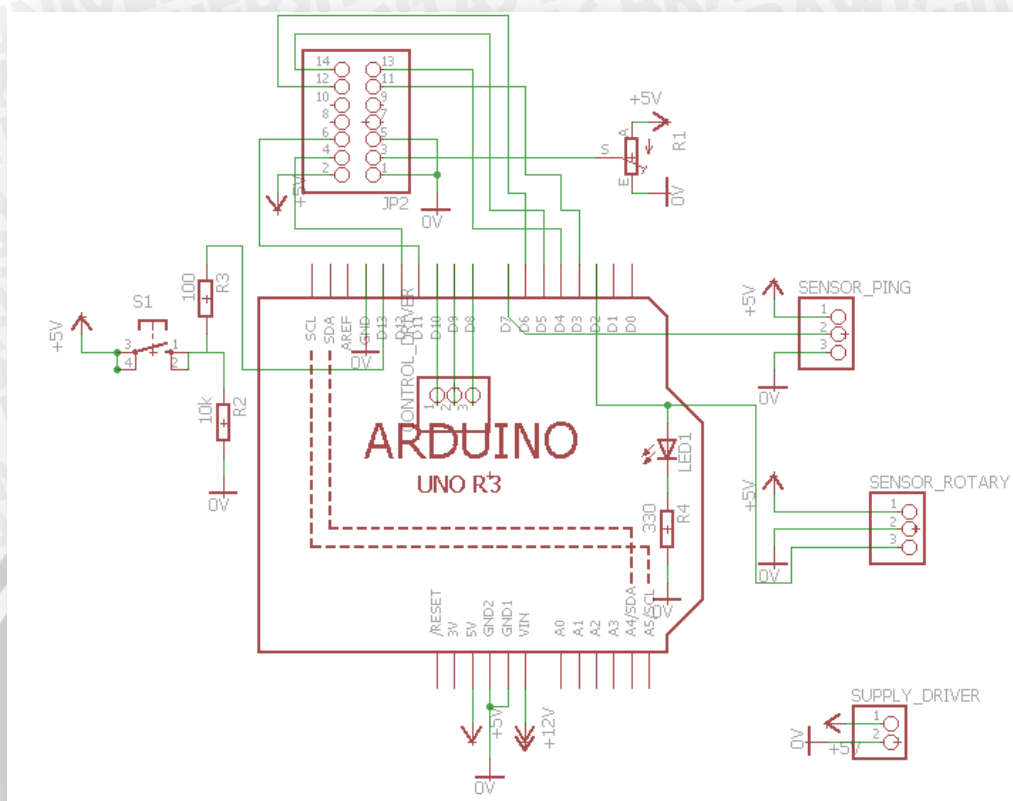 14 13
12 11
10 9
8 7
6 5
4 3
2 1
JP2
+5V
0V
+5V
A
S
E
R1
0V
S1
+5V
3 1
4 2
100
R3
10k
R2
0V
SCL
SDA
AREF
GND
D13
D12
D11
D10
D9
D8
D7
D6
D5
D4
D3
D2
D1
D0
0V
CONTROL_DRIVER
1
2
3
ARDUINO
UNO R3
LED1
330
R4
0V
/RESET
3V
5V
GND2
GND1
VIN
A0
A1
A2
A3
A4/SDA
A5/SCL
+5V
+12V
0V
SENSOR_PING
+5V
1
2
3
0V
SENSOR_ROTARY
+5V
1
2
3
0V
SUPPLY_DRIVER
1
2
0V
+5V